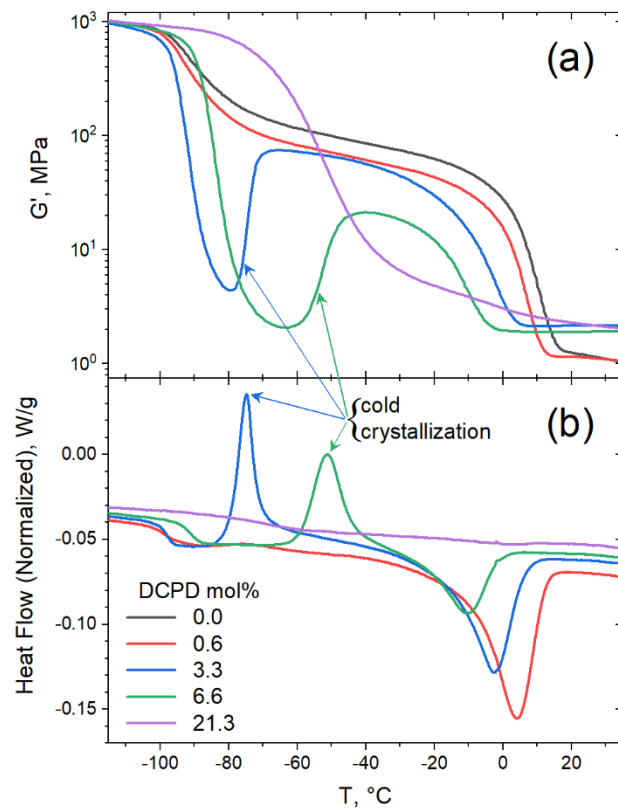 (a)
G', MPa
10³
10²
10¹
10⁰
cold
crystallization
(b)
Heat Flow (Normalized), W/g
0.00
-0.05
-0.10
-0.15
DCPD mol%
0.0
0.6
3.3
6.6
21.3
-100 -80 -60 -40 -20 0 20
T, °C